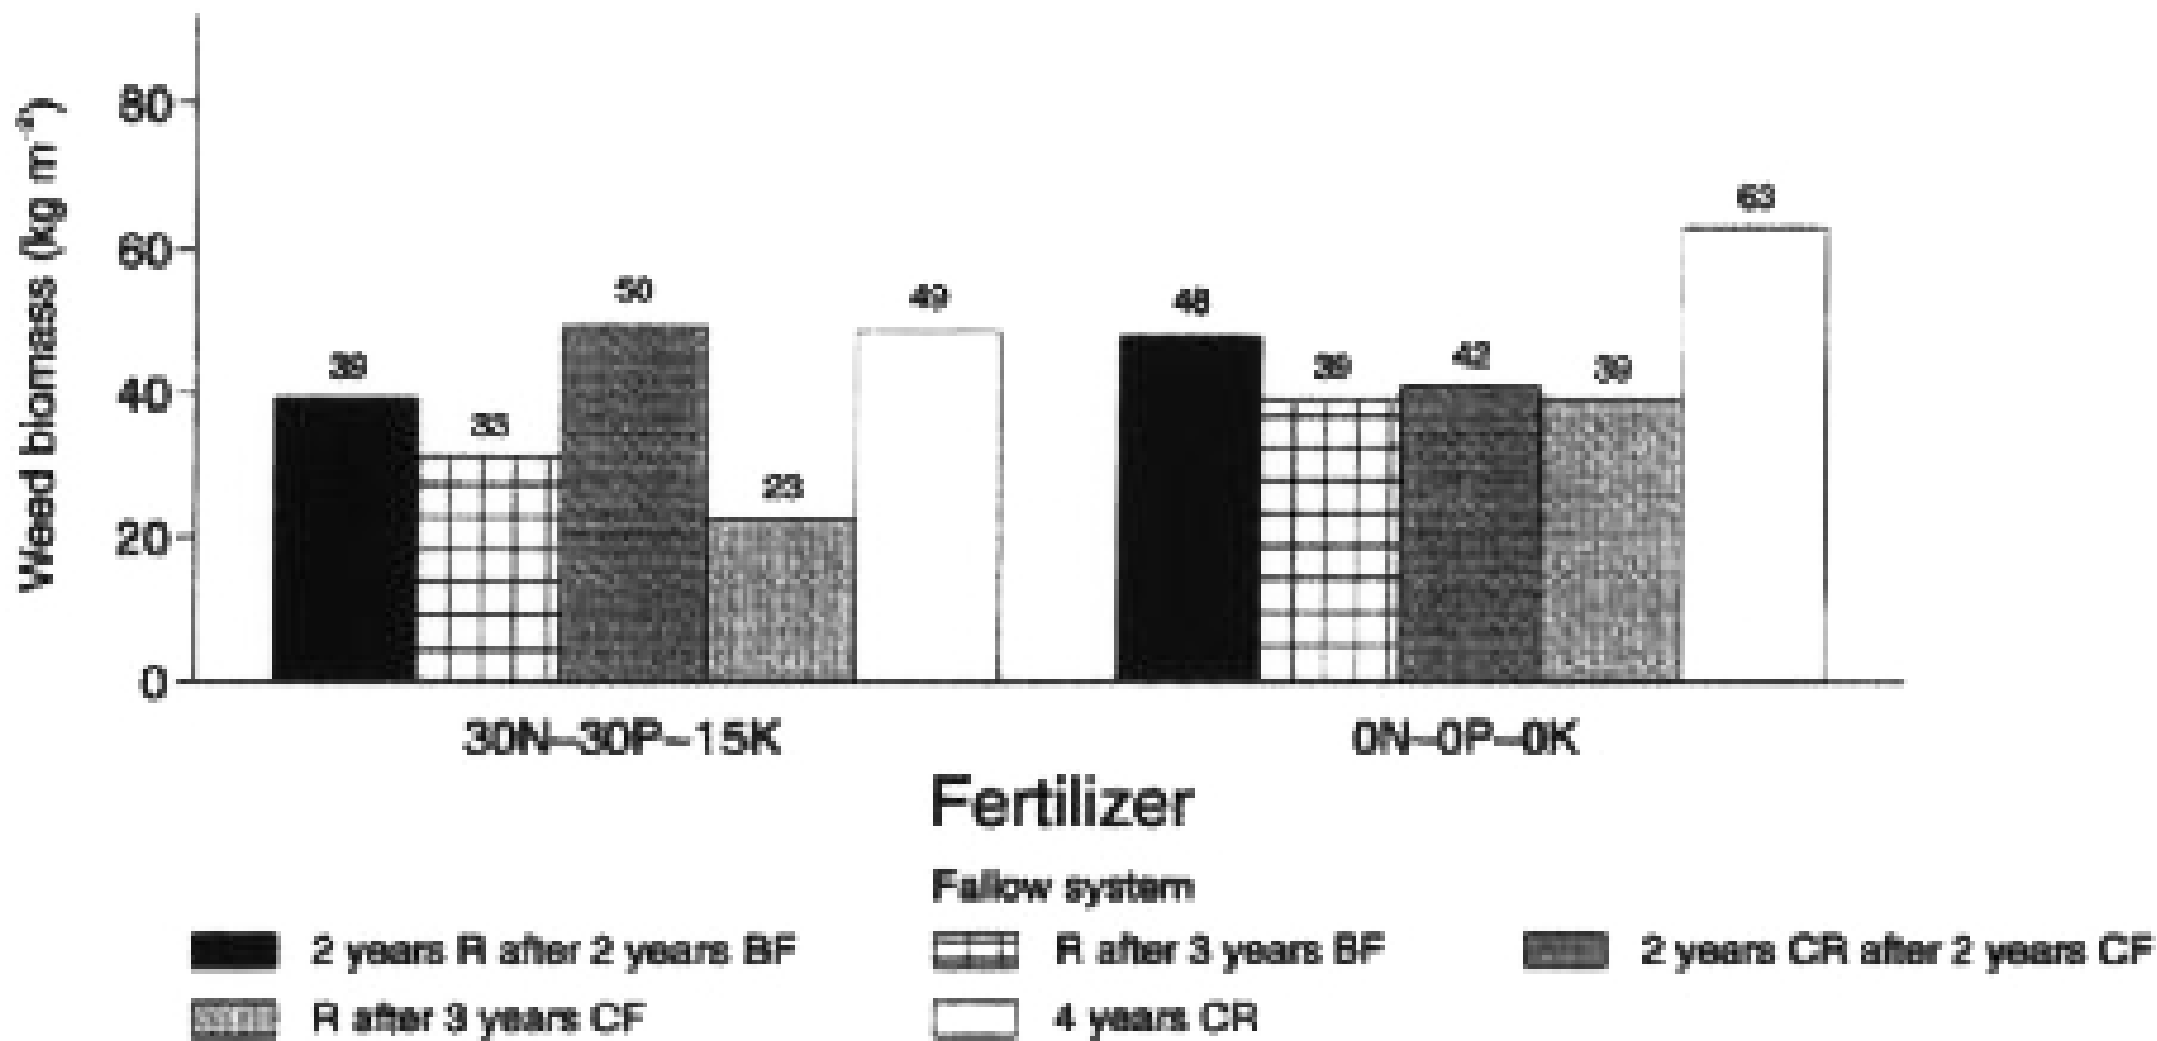 Weed biomass (kg m⁻²)
80
60
40
20
0
39
33
50
23
49
48
39
42
39
63
30N–30P–15K
0N–0P–0K
Fertilizer
Fallow system
2 years R after 2 years BF
R after 3 years BF
2 years CR after 2 years CF
R after 3 years CF
4 years CR